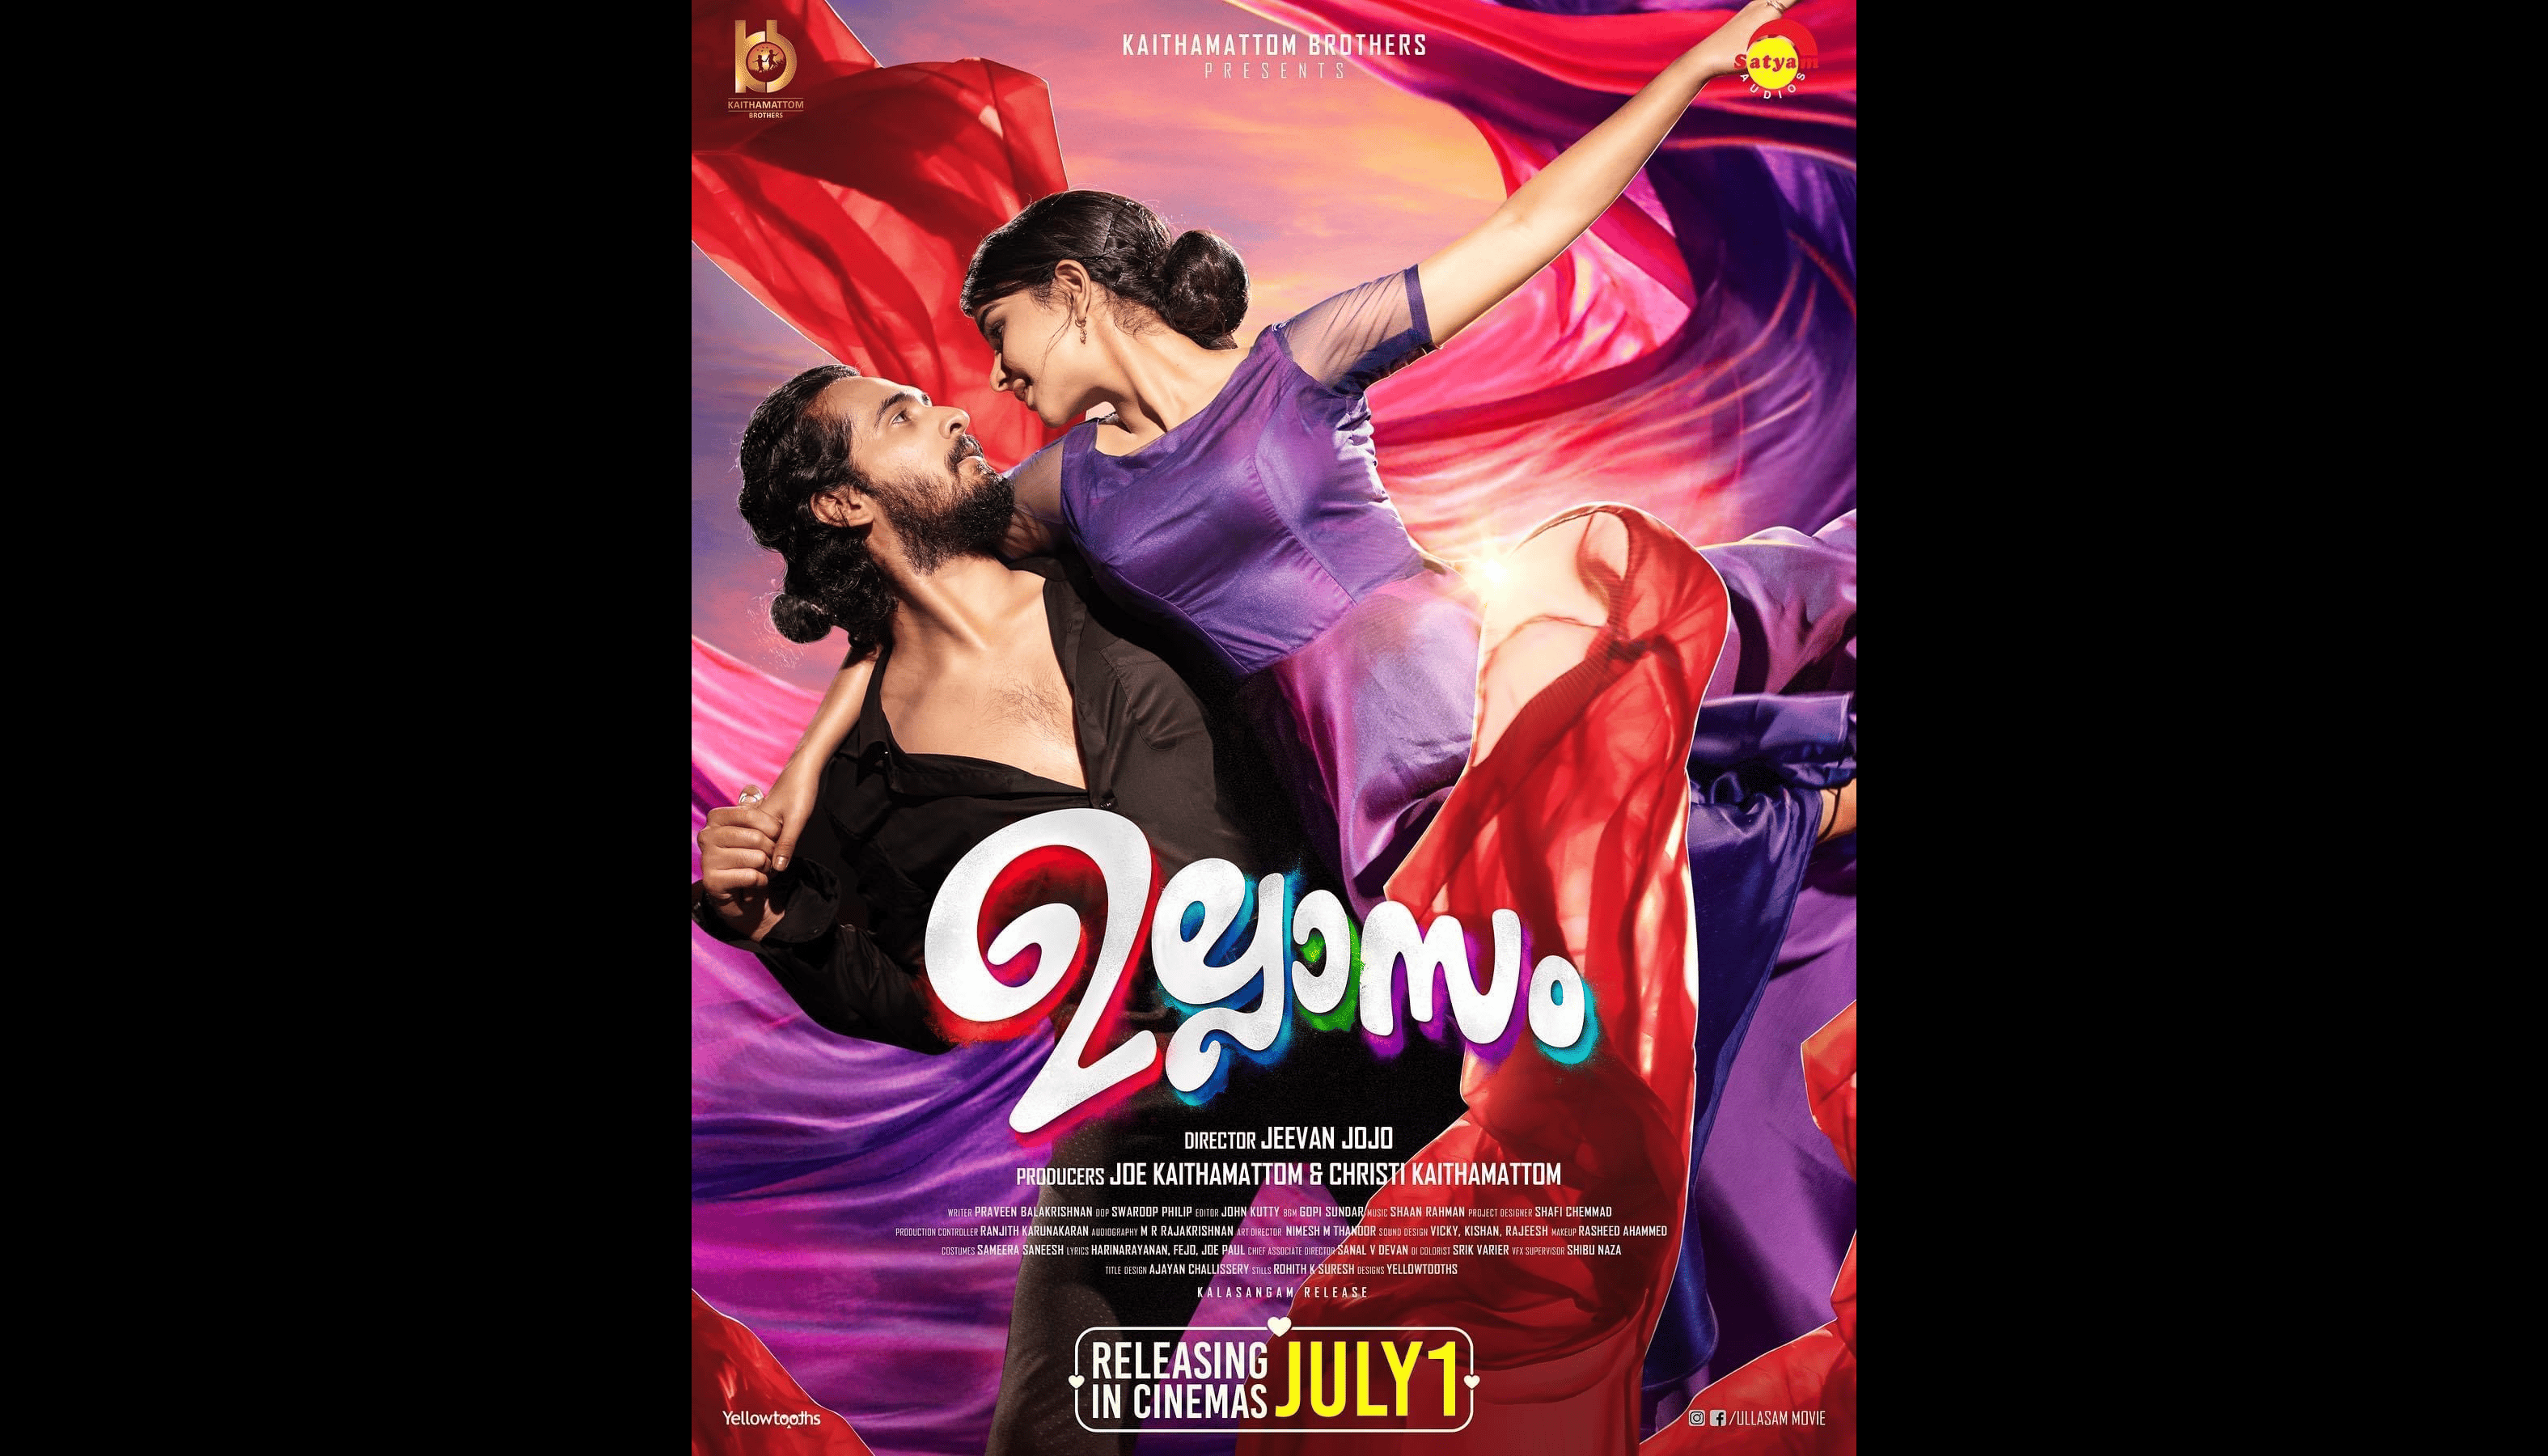 KAITHAMATTOM BROTHERS
PRESENTS
KAITHAMATTOM
BROTHERS
Satyam
AUDIOS
ഉല്ലാസം
DIRECTOR JEEVAN JOJO
PRODUCERS JOE KAITHAMATTOM & CHRISTI KAITHAMATTOM
WRITER PRAVEEN BALAKRISHNAN DOP SWAROOP PHILIP EDITOR JOHN KUTTY BGM GOPI SUNDAR MUSIC SHAAN RAHMAN PROJECT DESIGNER SHAFI CHEMMAD
PRODUCTION CONTROLLER RANJITH KARUNAKARAN AUDIOGRAPHY M R RAJAKRISHNAN ART DIRECTOR NIMESH M THANOOR SOUND DESIGN VICKY, KISHAN, RAJEESH MAKEUP RASHEED AHAMMED
COSTUMES SAMEERA SANEESH LYRICS HARINARAYANAN, FEJO, JOE PAUL CHIEF ASSOCIATE DIRECTOR SANAL V DEVAN DI COLORIST SRIK VARIER VFX SUPERVISOR SHIBU NAZA
TITLE DESIGN AJAYAN CHALLISSERY STILLS ROHITH K SURESH DESIGNS YELLOWTOOTHS
KALASANGAM RELEASE
RELEASING
IN CINEMAS JULY 1
Yellowtooths
/ULLASAM MOVIE